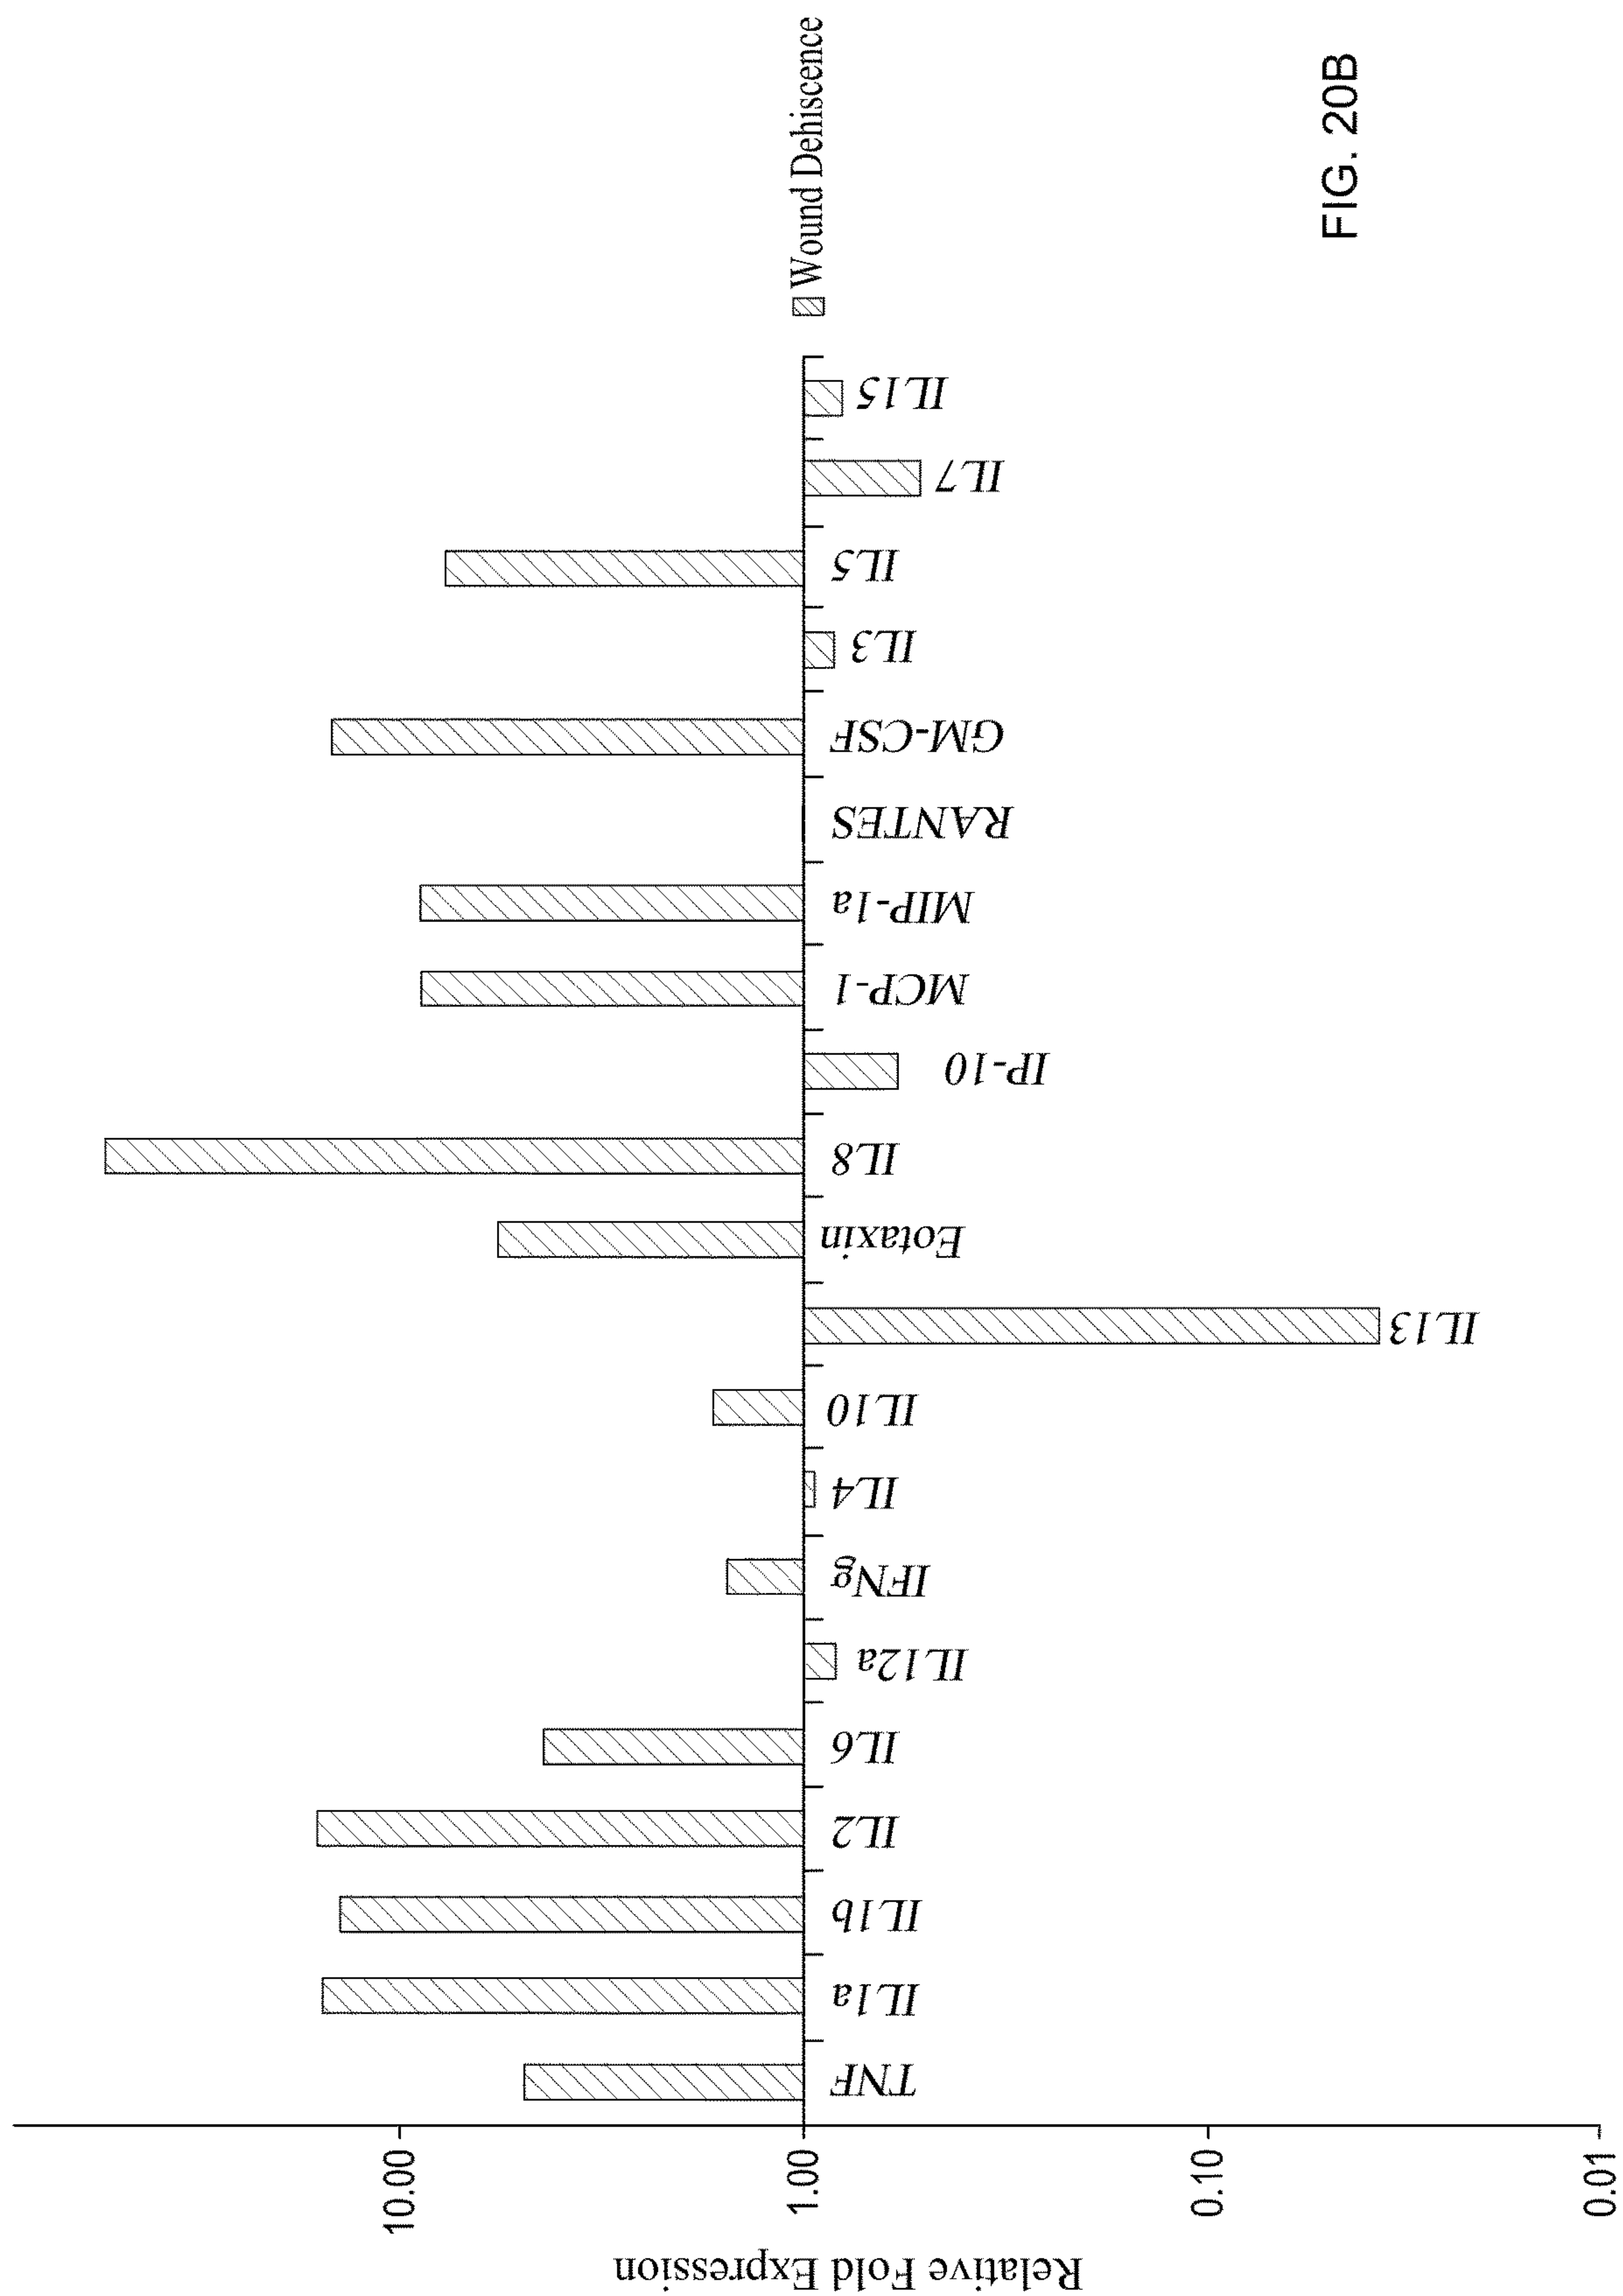 Relative Fold Expression
10.00
1.00
0.10
0.01
TNF
IL1a
IL1b
IL2
IL6
IL12a
IFNg
IL4
IL10
IL13
Eotaxin
IL8
IP-10
MCP-1
MIP-1a
RANTES
GM-CSF
IL3
IL5
IL7
IL15
Wound Dehiscence
FIG. 20B